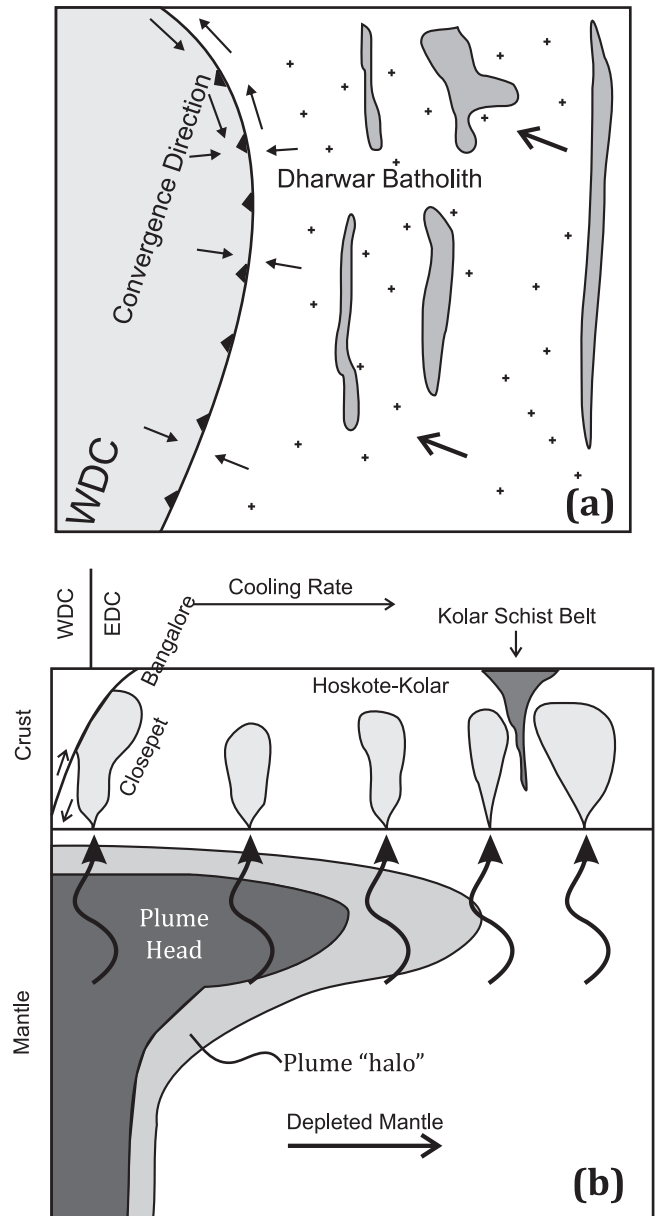 Convergence Direction
Dharwar Batholith
WDC
(a)
WDC
EDC
Bangalore
Cooling Rate
Kolar Schist Belt
Hoskote-Kolar
Crust
Closepet
Plume
Head
Mantle
Plume “halo”
Depleted Mantle
(b)